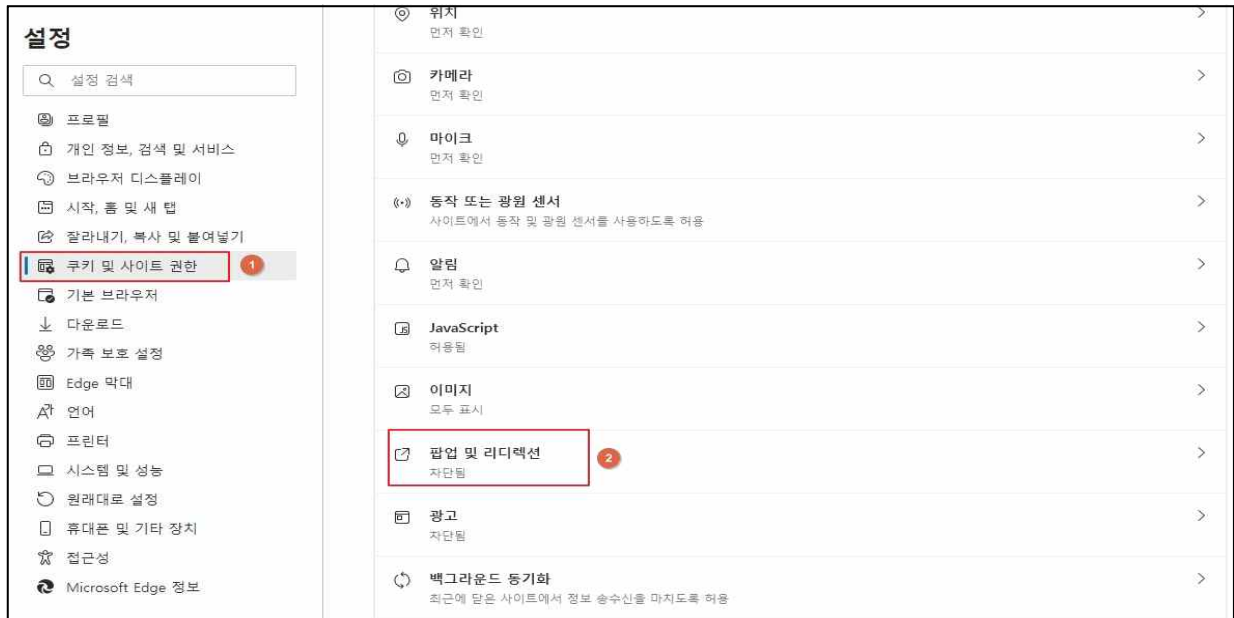 설정
설정 검색
프로필
개인 정보, 검색 및 서비스
브라우저 디스플레이
시작, 홈 및 새 탭
잘라내기, 복사 및 붙여넣기
쿠키 및 사이트 권한
1
기본 브라우저
다운로드
가족 보호 설정
Edge 막대
언어
프린터
시스템 및 성능
원래대로 설정
휴대폰 및 기타 장치
접근성
Microsoft Edge 정보
위치
먼저 확인
카메라
먼저 확인
마이크
먼저 확인
동작 또는 광원 센서
사이트에서 동작 및 광원 센서를 사용하도록 허용
알림
먼저 확인
JavaScript
허용됨
이미지
모두 표시
팝업 및 리디렉션
2
차단됨
광고
차단됨
백그라운드 동기화
최근에 닫은 사이트에서 정보 송수신을 마치도록 허용